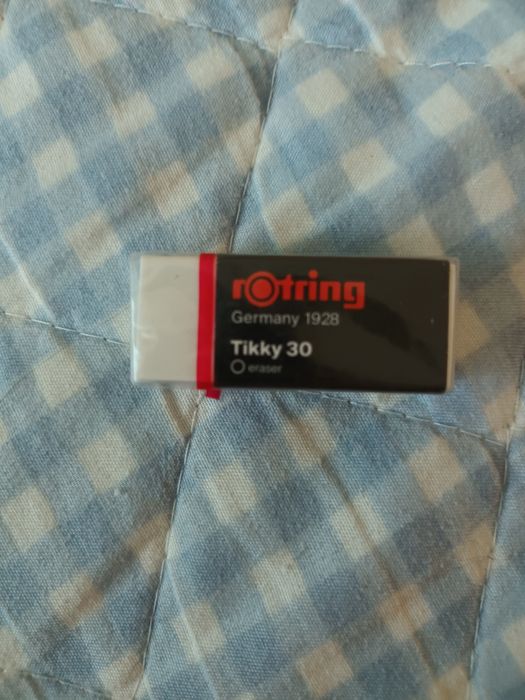 rotring
Germany 1928
Tikky 30
eraser